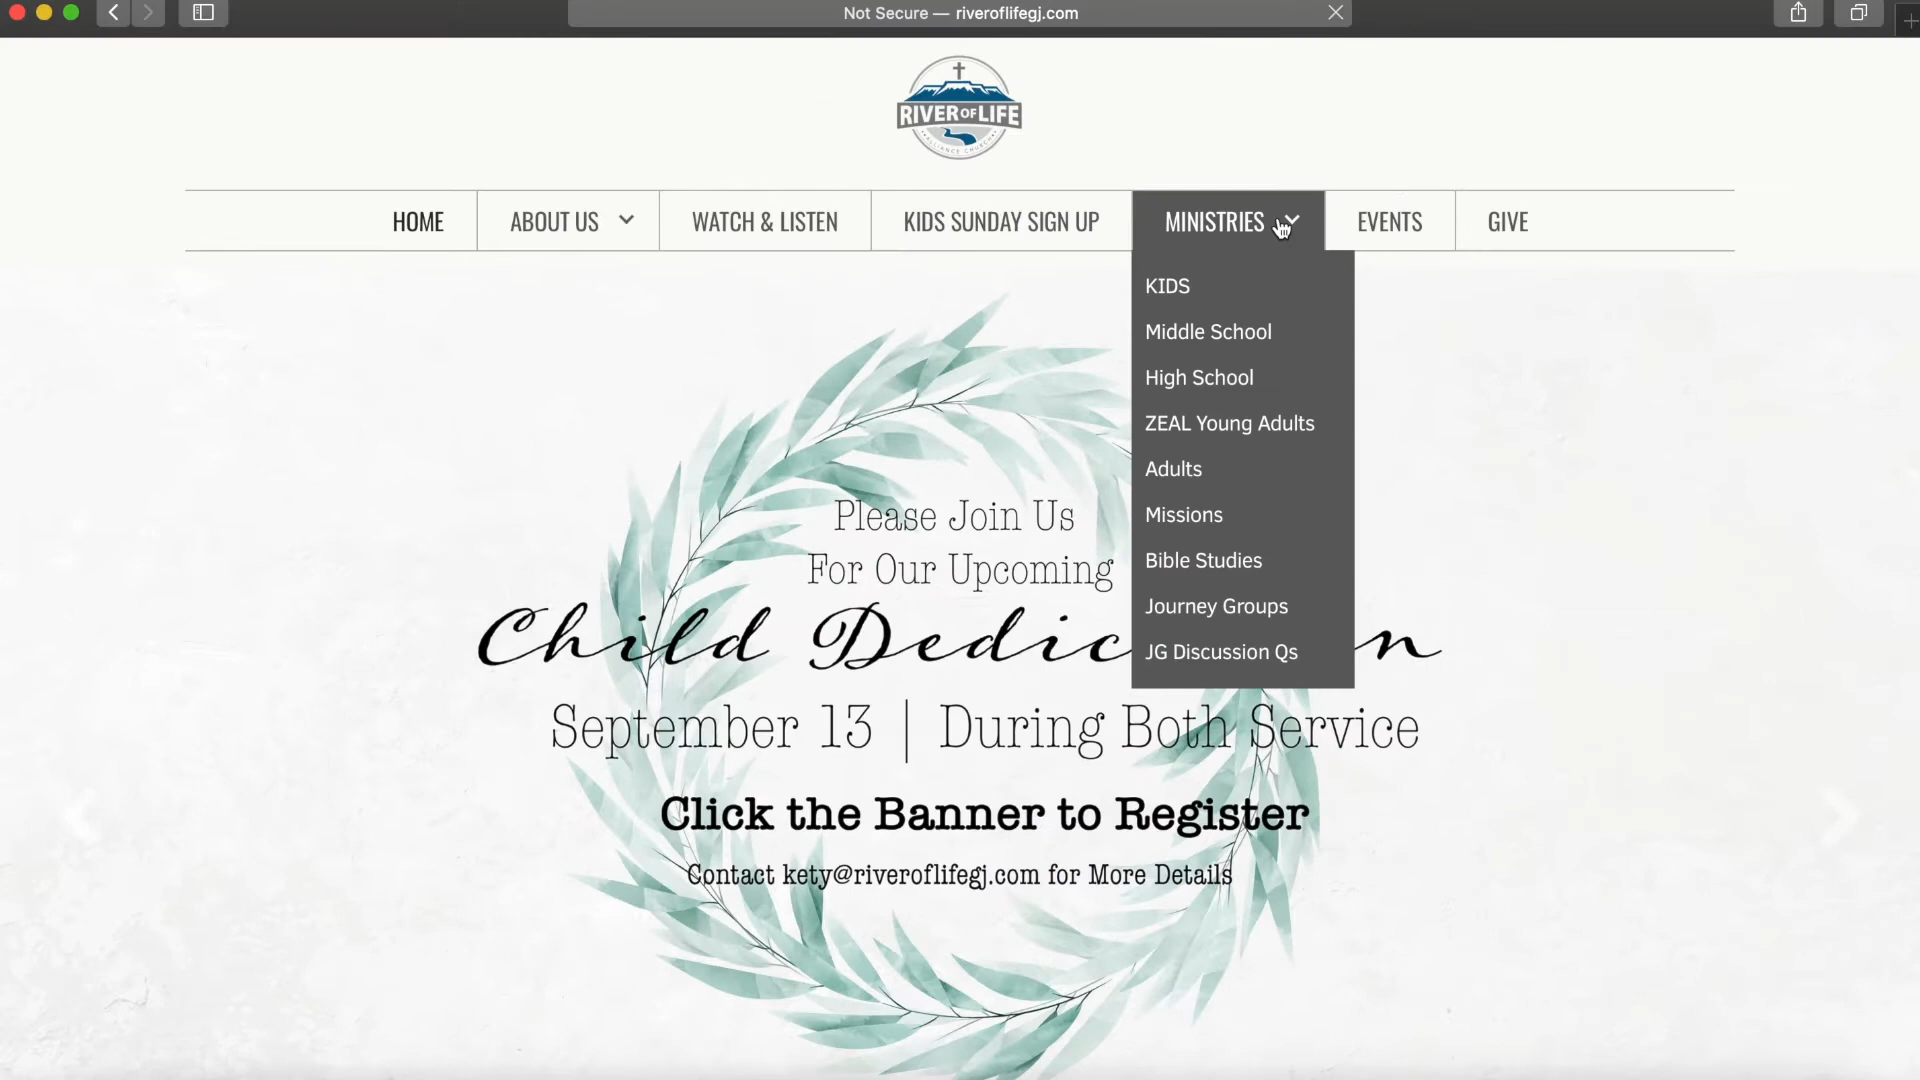 Not Secure — riveroflifegj.com
RIVER OF LIFE
ALLIANCE CHURCH
HOME
ABOUT US
WATCH & LISTEN
KIDS SUNDAY SIGN UP
MINISTRIES
EVENTS
GIVE
KIDS
Middle School
High School
ZEAL Young Adults
Adults
Missions
Bible Studies
Journey Groups
JG Discussion Qs
Please Join Us
For Our Upcoming
Child Dedic n
September 13 | During Both Service
Click the Banner to Register
Contact kety@riveroflifegj.com for More Details